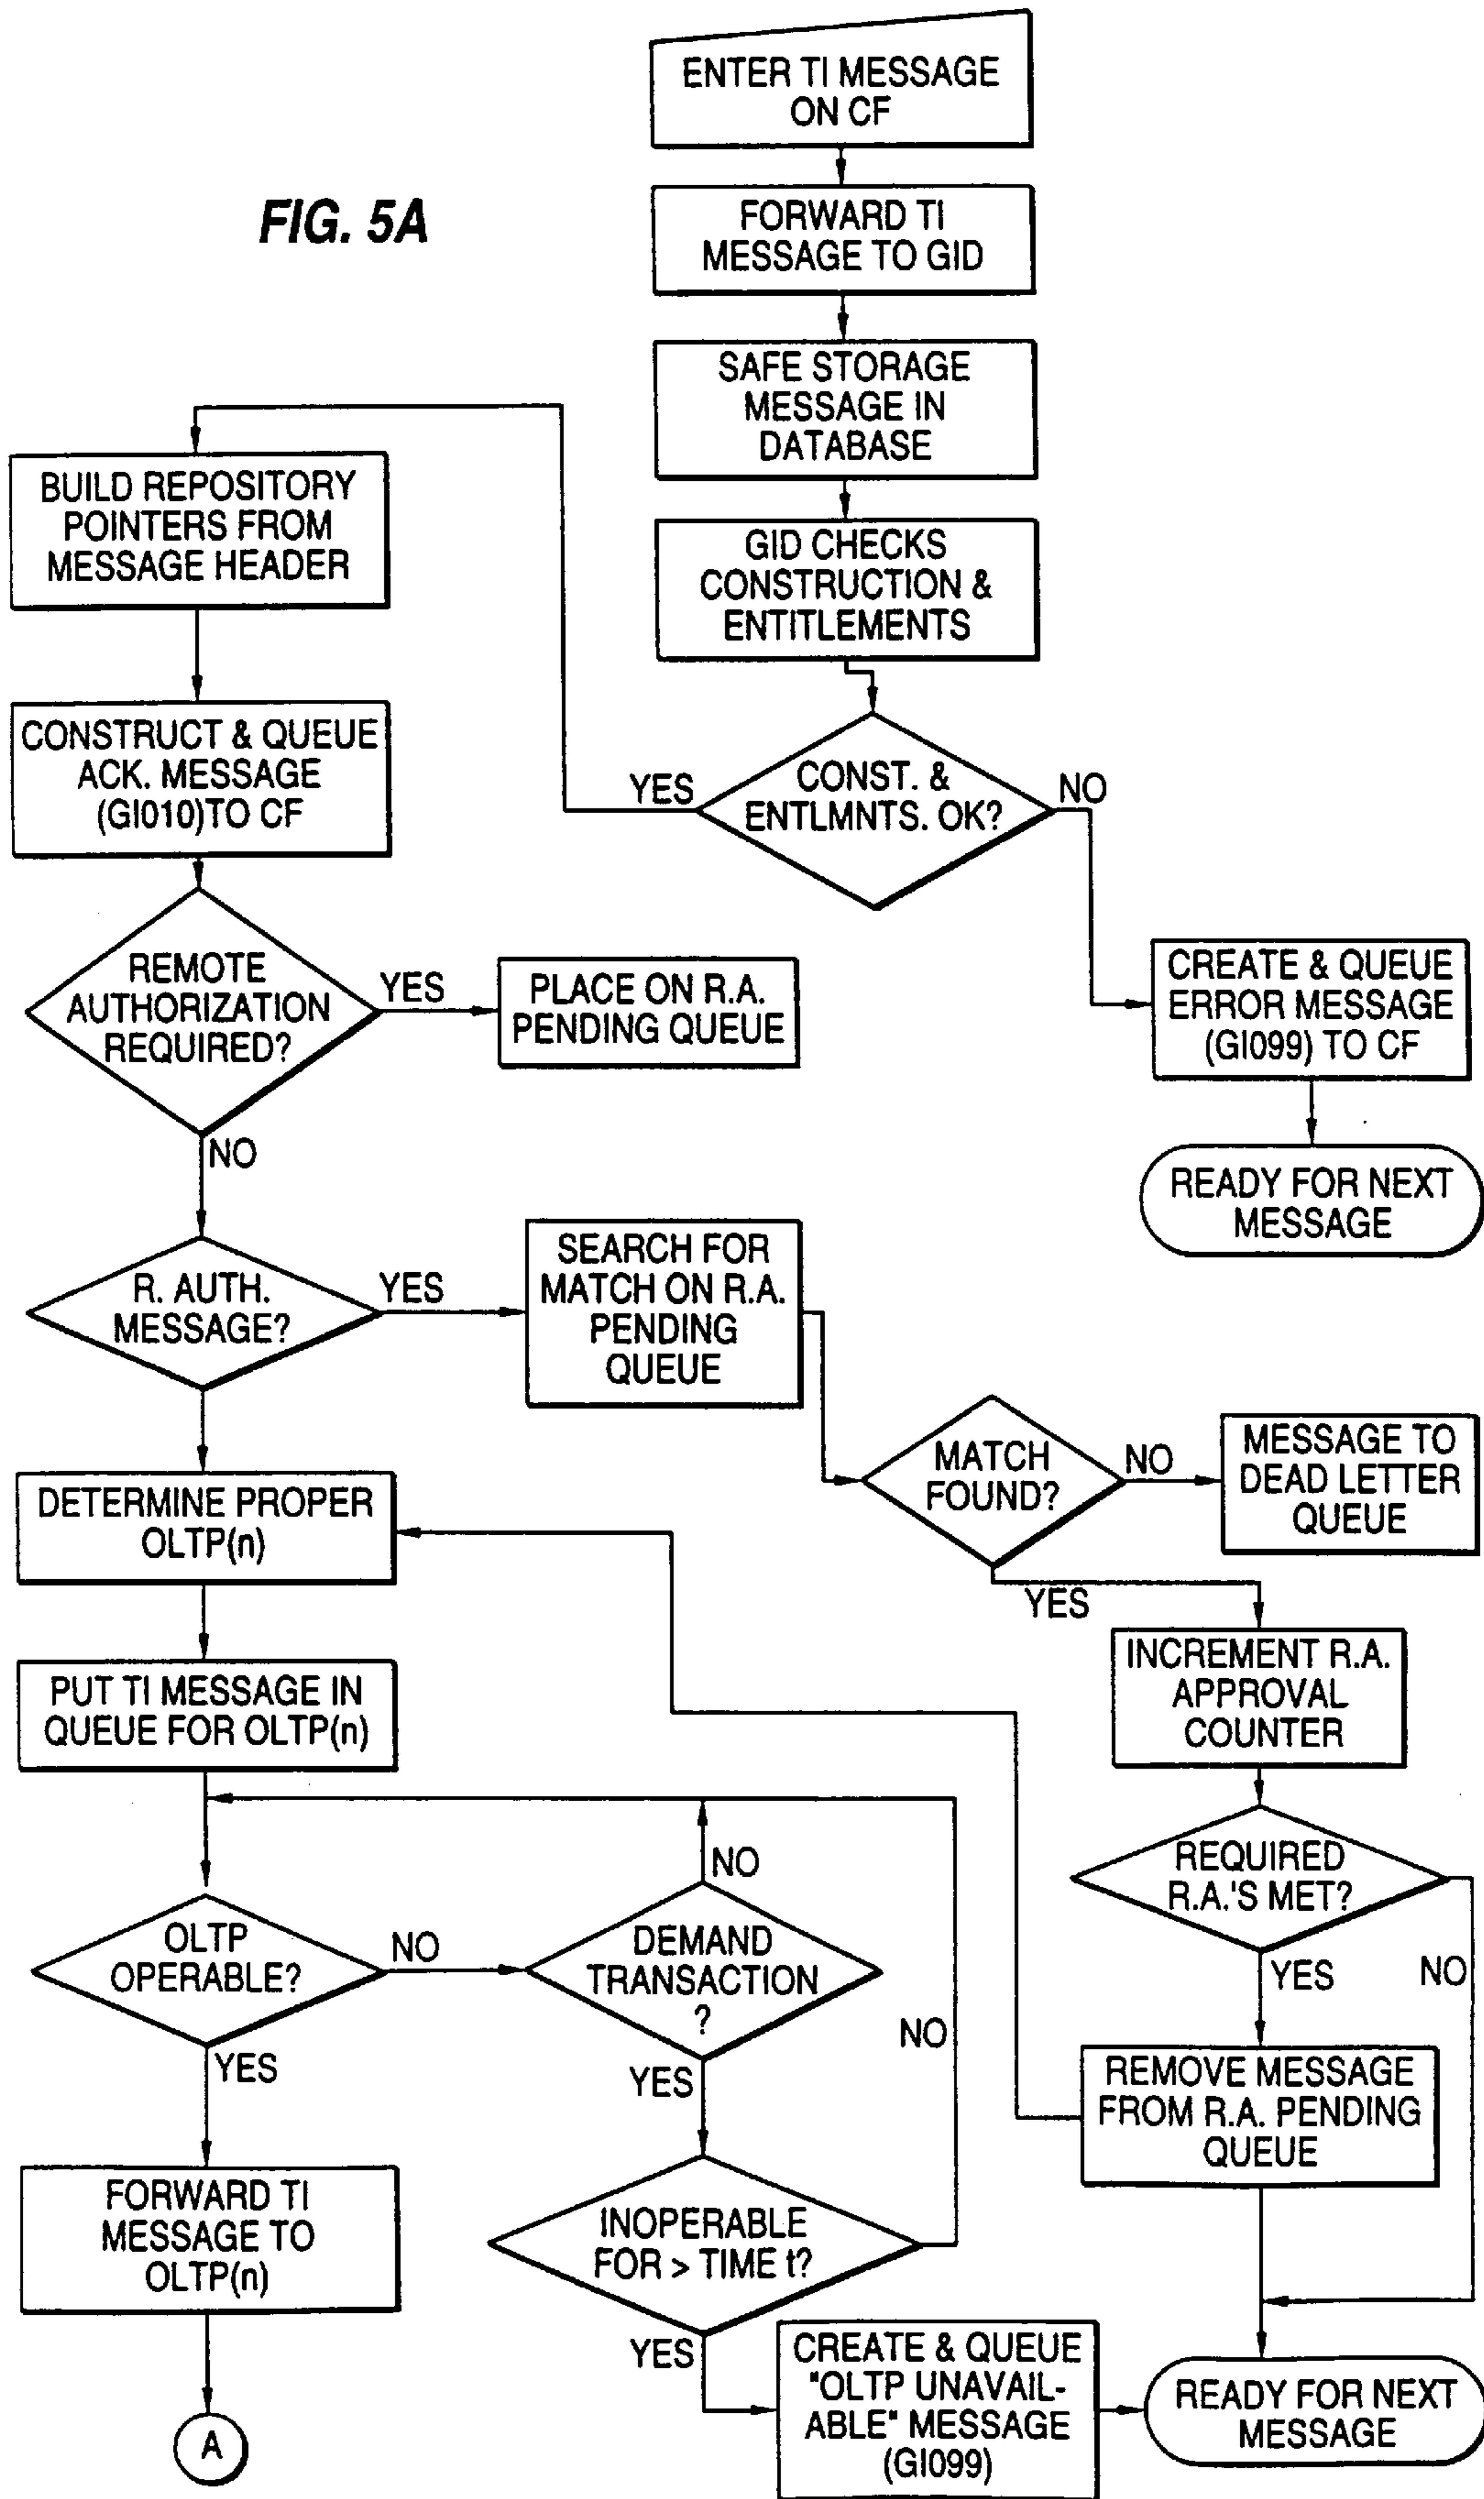 ENTER TI MESSAGE
ON CF
FIG. 5A
FORWARD TI
MESSAGE TO GID
SAFE STORAGE
MESSAGE IN
DATABASE
BUILD REPOSITORY
POINTERS FROM
MESSAGE HEADER
GID CHECKS
CONSTRUCTION &
ENTITLEMENTS
CONSTRUCT & QUEUE
ACK. MESSAGE
(GI010)TO CF
YES
CONST. &
ENTLMNTS. OK?
NO
REMOTE
AUTHORIZATION
REQUIRED?
YES
PLACE ON R.A.
PENDING QUEUE
CREATE & QUEUE
ERROR MESSAGE
(GI099) TO CF
NO
READY FOR NEXT
MESSAGE
R. AUTH.
MESSAGE?
YES
SEARCH FOR
MATCH ON R.A.
PENDING
QUEUE
MATCH
FOUND?
NO
MESSAGE TO
DEAD LETTER
QUEUE
DETERMINE PROPER
OLTP(n)
YES
INCREMENT R.A.
APPROVAL
COUNTER
PUT TI MESSAGE IN
QUEUE FOR OLTP(n)
NO
REQUIRED
R.A.'S MET?
OLTP
OPERABLE?
NO
DEMAND
TRANSACTION
?
YES
NO
NO
YES
YES
REMOVE MESSAGE
FROM R.A. PENDING
QUEUE
FORWARD TI
MESSAGE TO
OLTP(n)
INOPERABLE
FOR > TIME t?
YES
CREATE & QUEUE
"OLTP UNAVAIL-
ABLE" MESSAGE
(GI099)
READY FOR NEXT
MESSAGE
A